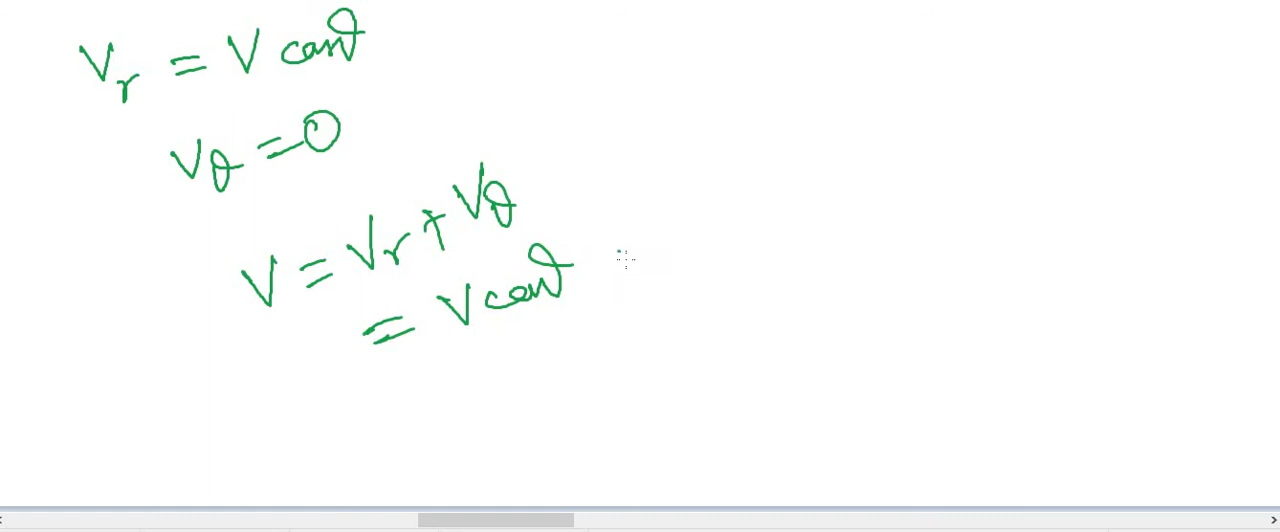 Vr = V cosθ
Vθ = 0
V = Vr + Vθ
= V cosθ